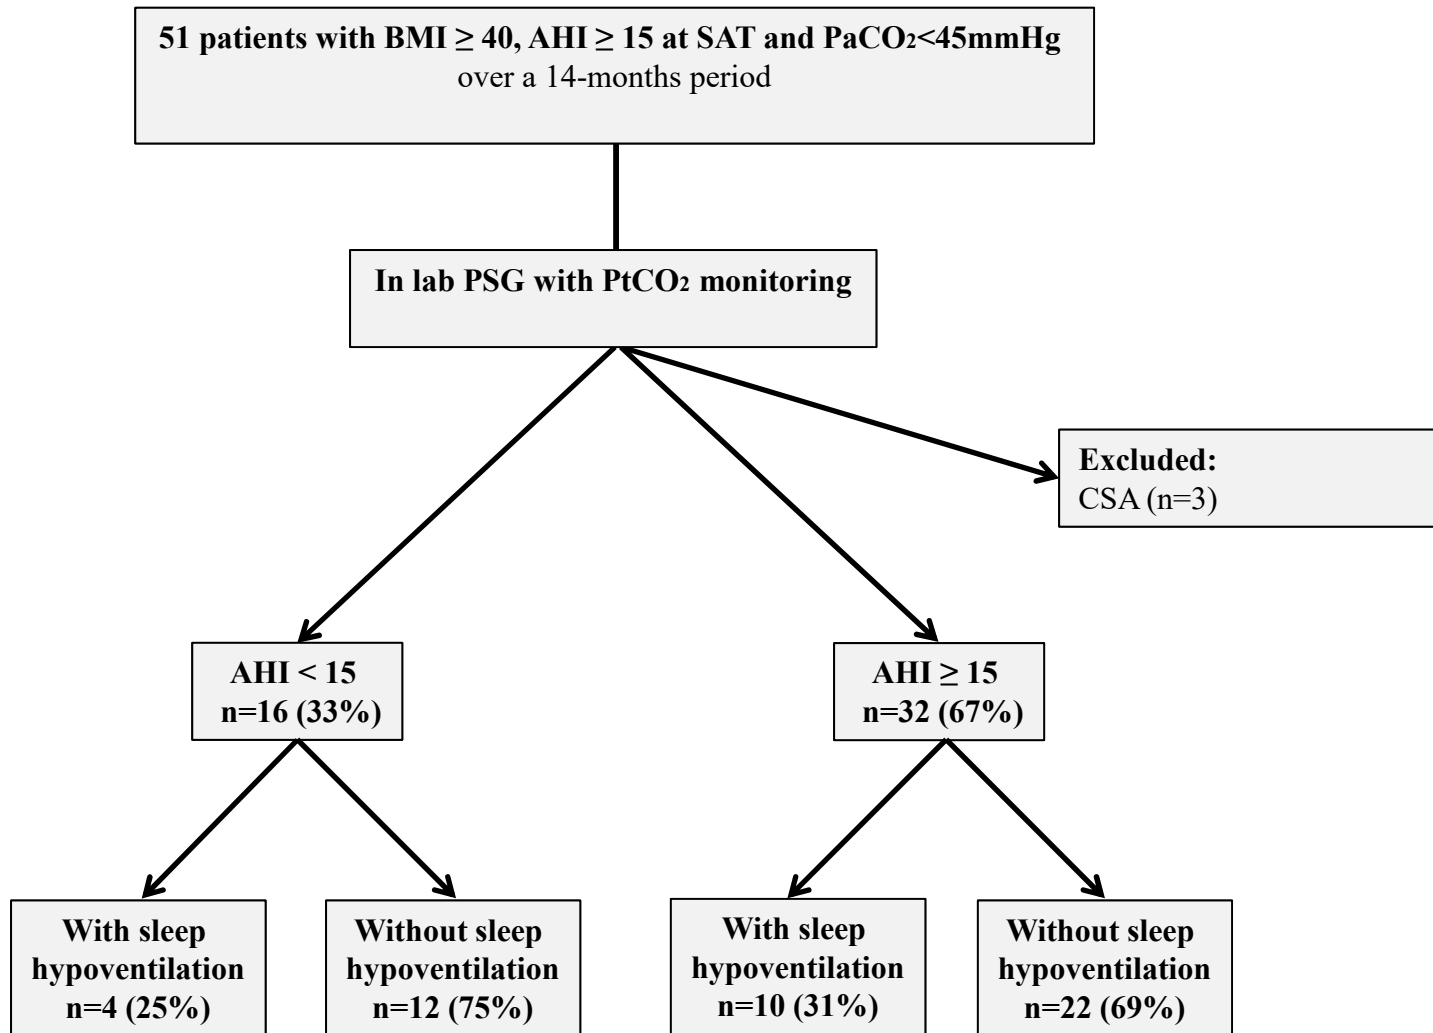 51 patients with BMI ≥ 40, AHI ≥ 15 at SAT and PaCO₂<45mmHg
over a 14-months period
In lab PSG with PtCO₂ monitoring
Excluded:
CSA (n=3)
AHI < 15
n=16 (33%)
AHI ≥ 15
n=32 (67%)
With sleep
hypoventilation
n=4 (25%)
Without sleep
hypoventilation
n=12 (75%)
With sleep
hypoventilation
n=10 (31%)
Without sleep
hypoventilation
n=22 (69%)